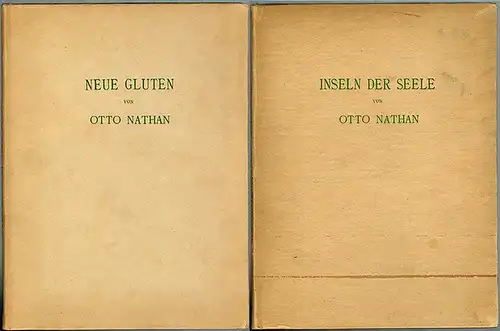 NEUE GLUTEN
VON
OTTO NATHAN
INSELN DER SEELE
VON
OTTO NATHAN